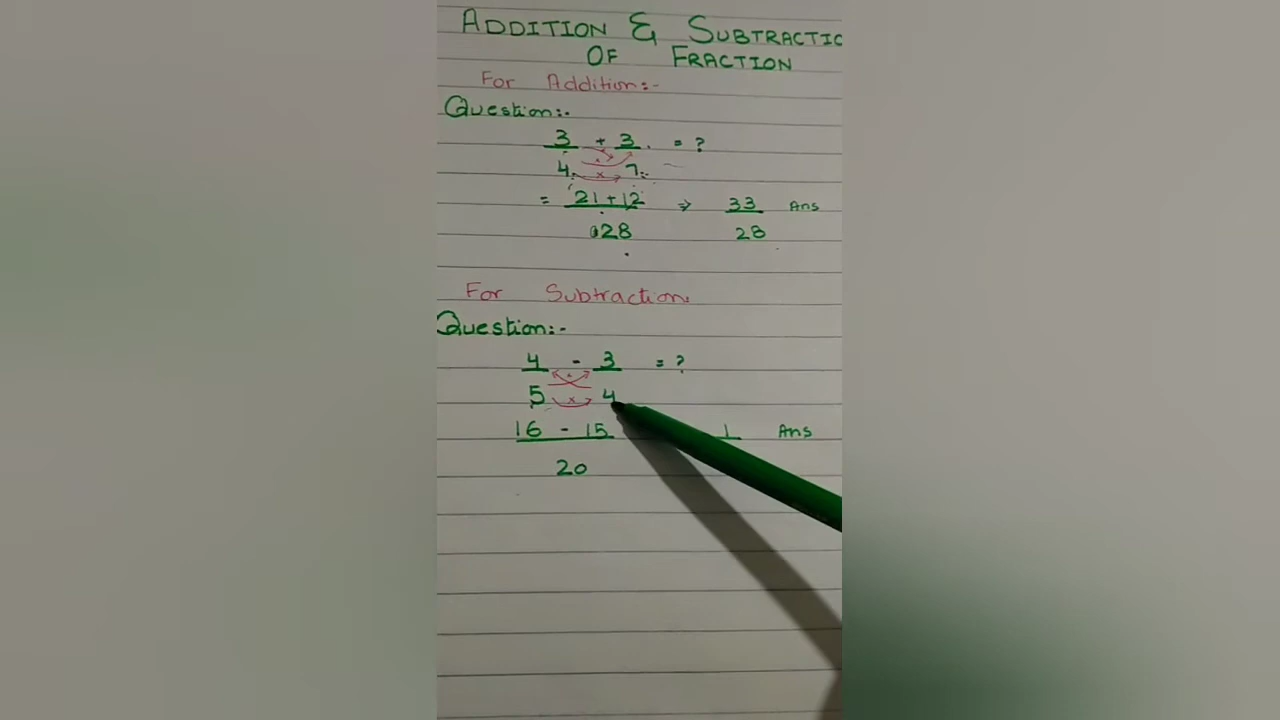 ADDITION & SUBTRACTIO
OF FRACTION
For Addition:-
Question:-
3 + 3 = ?
4 × 7
= 21 + 12 ⇒ 33 Ans
28 28
For Subtraction
Question:-
4 - 3 = ?
5 × 4
16 - 15 1 Ans
20